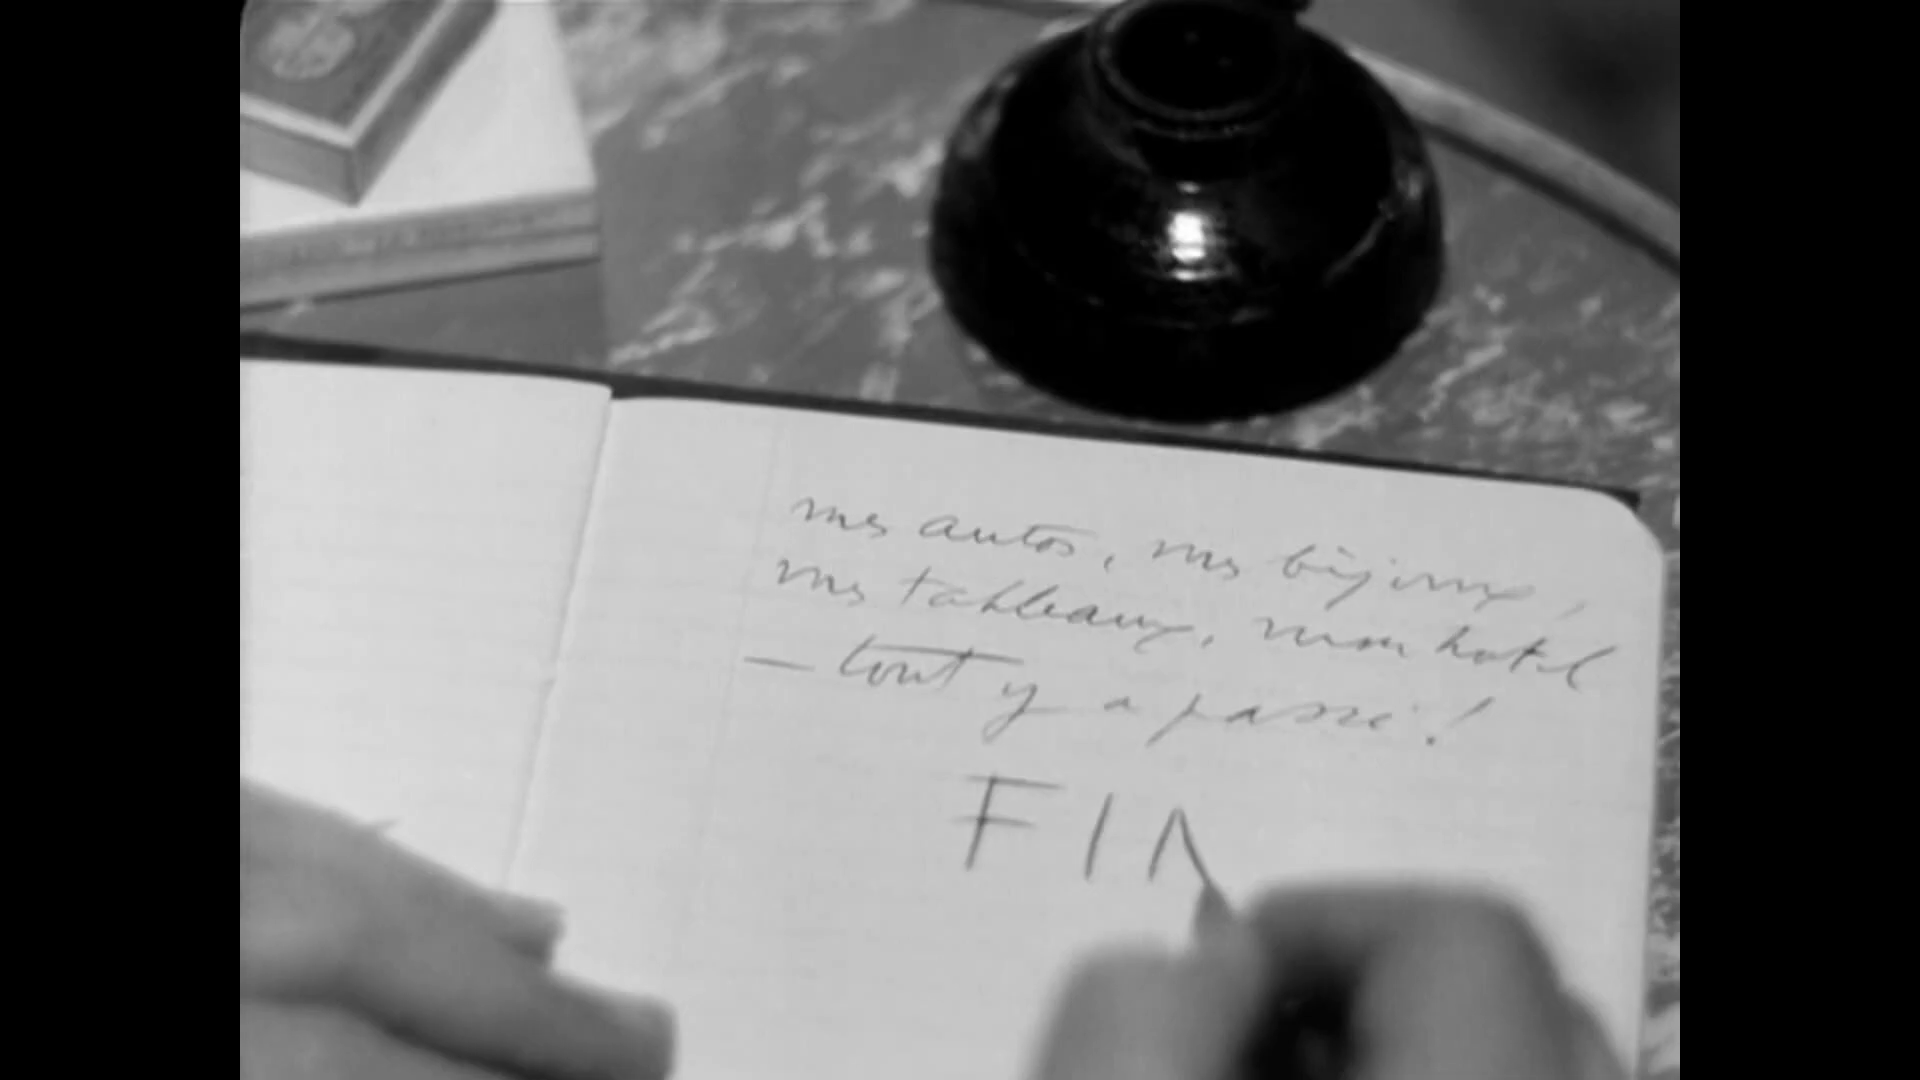 mes autos, mes bijoux,
mes tableaux, mon hotel
— tout y a passé !
FIN